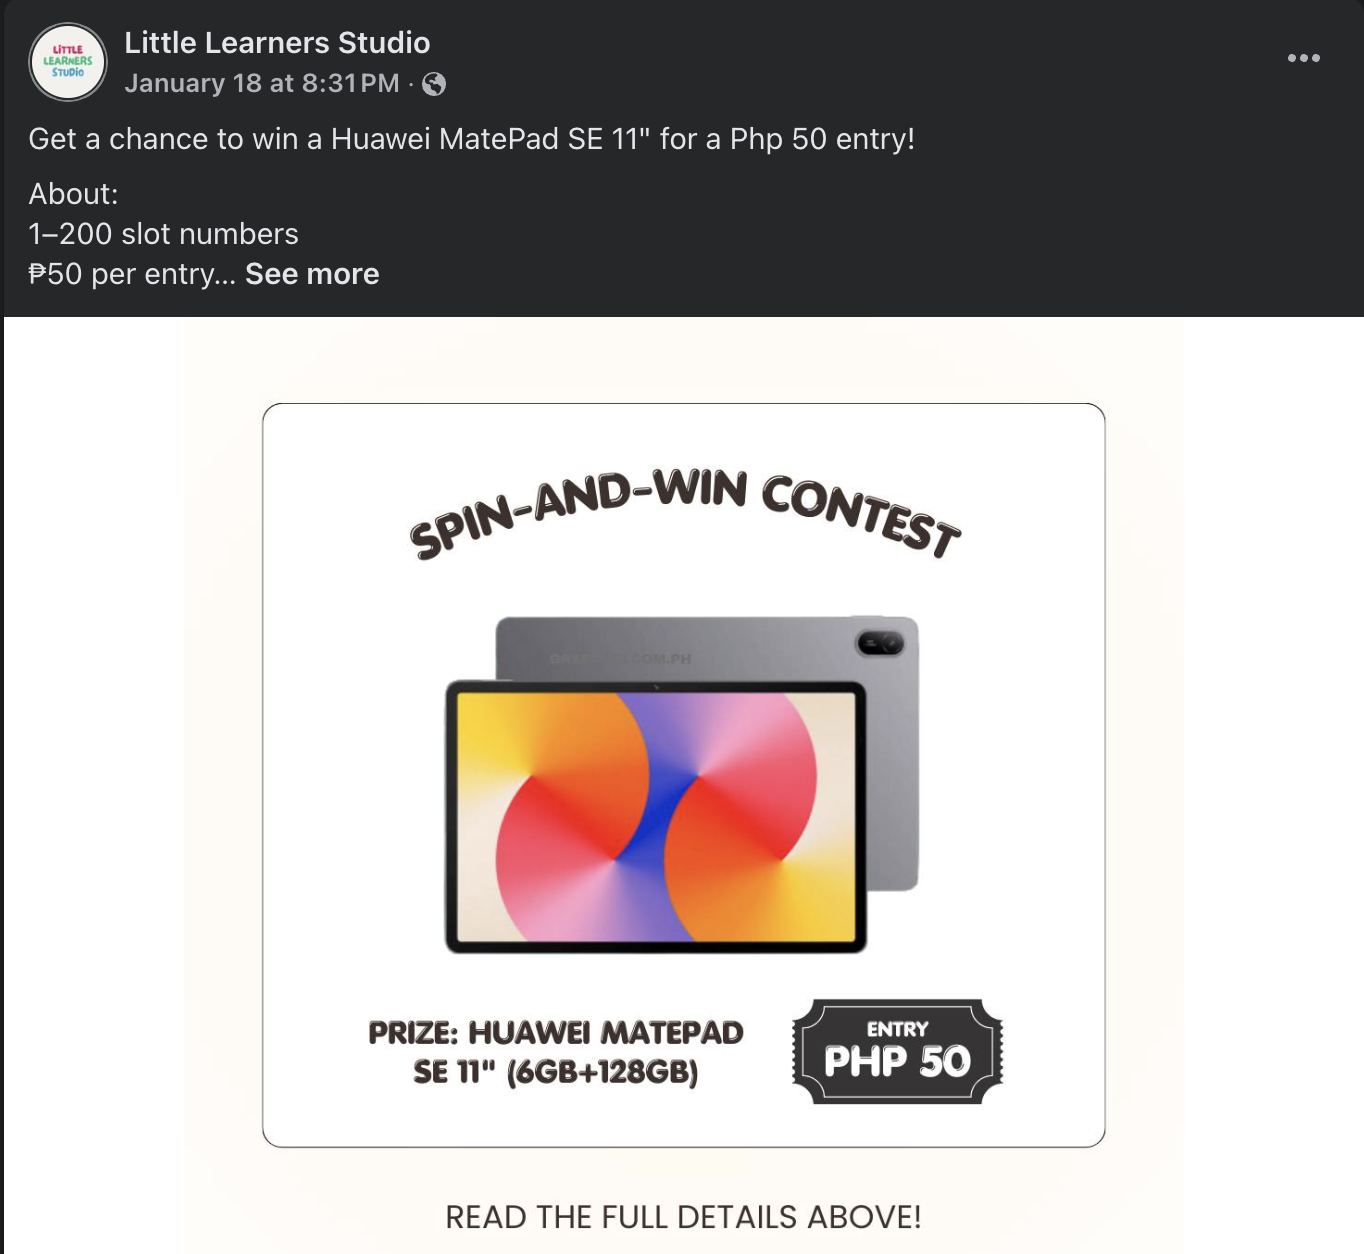 LITTLE
LEARNERS
STUDIO
Little Learners Studio
January 18 at 8:31 PM ·
Get a chance to win a Huawei MatePad SE 11" for a Php 50 entry!
About:
1–200 slot numbers
₱50 per entry... See more
SPIN-AND-WIN CONTEST
COM.PH
PRIZE: HUAWEI MATEPAD
SE 11" (6GB+128GB)
ENTRY
PHP 50
READ THE FULL DETAILS ABOVE!